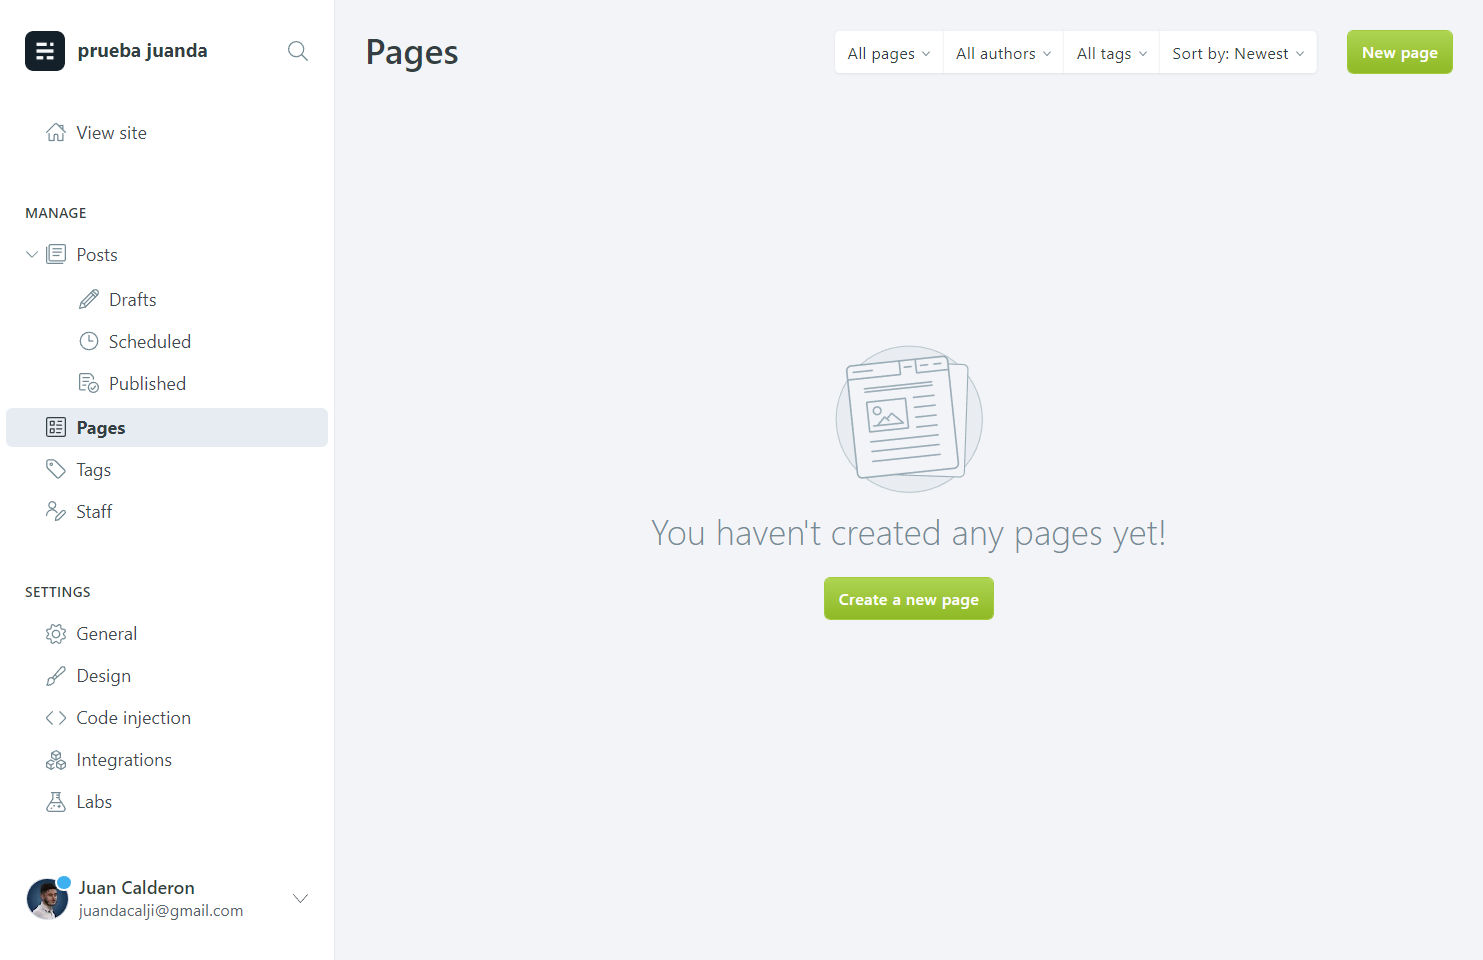 prueba juanda
View site
MANAGE
Posts
Drafts
Scheduled
Published
Pages
Tags
Staff
SETTINGS
General
Design
Code injection
Integrations
Labs
Juan Calderon
juandacalji@gmail.com
Pages
All pages
All authors
All tags
Sort by: Newest
New page
You haven't created any pages yet!
Create a new page